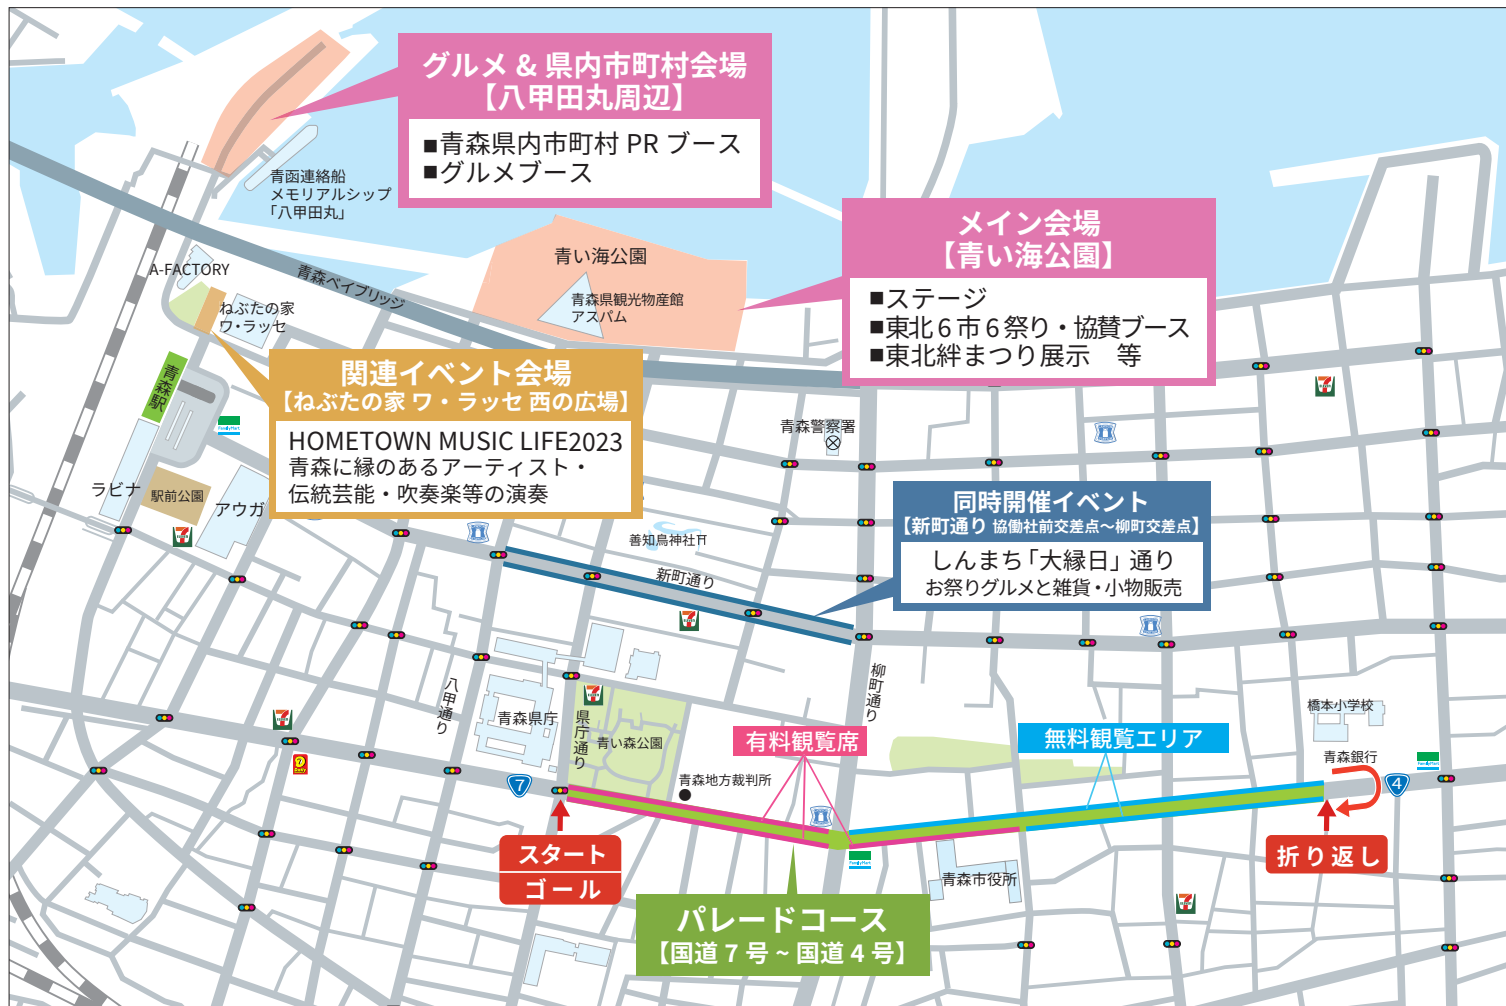 グルメ & 県内市町村会場
【八甲田丸周辺】
■青森県内市町村 PR ブース
■グルメブース
青函連絡船
メモリアルシップ
「八甲田丸」
メイン会場
【青い海公園】
■ステージ
■東北6市6祭り・協賛ブース
■東北絆まつり展示　等
青い海公園
青森県観光物産館
アスパム
A-FACTORY
青森ベイブリッジ
ねぶたの家
ワ・ラッセ
関連イベント会場
【ねぶたの家 ワ・ラッセ 西の広場】
HOMETOWN MUSIC LIFE2023
青森に縁のあるアーティスト・
伝統芸能・吹奏楽等の演奏
青森駅
FamilyMart
ラビナ
駅前公園
アウガ
青森警察署
同時開催イベント
【新町通り 協働社前交差点～柳町交差点】
しんまち「大縁日」通り
お祭りグルメと雑貨・小物販売
善知鳥神社
新町通り
八甲通り
柳町通り
青森県庁
県庁通り
青い森公園
有料観覧席
無料観覧エリア
橋本小学校
青森銀行
FamilyMart
7
4
青森地方裁判所
スタート
ゴール
FamilyMart
青森市役所
折り返し
パレードコース
【国道7号~国道4号】